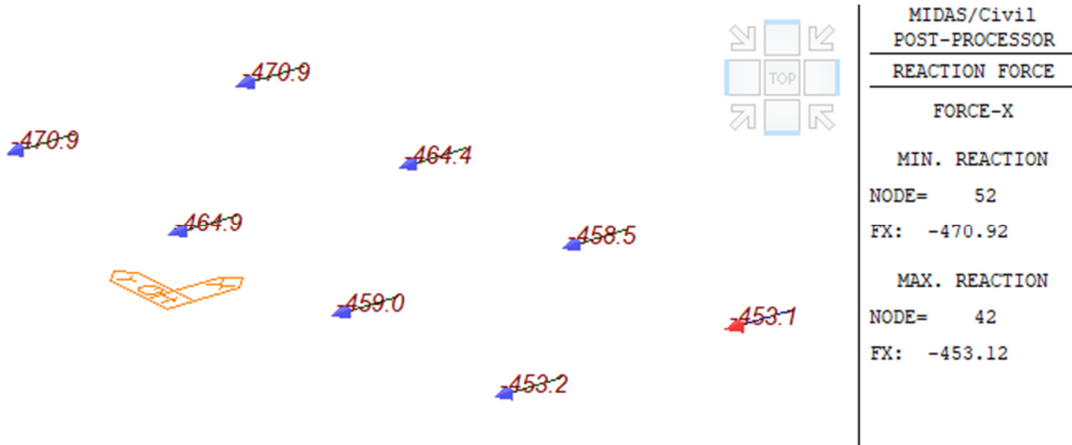 -470.9
-470.9
-464.4
-464.9
-458.5
-459.0
-453.1
-453.2
TOP
MIDAS/Civil
POST-PROCESSOR
REACTION FORCE
FORCE-X
MIN. REACTION
NODE= 52
FX: -470.92
MAX. REACTION
NODE= 42
FX: -453.12